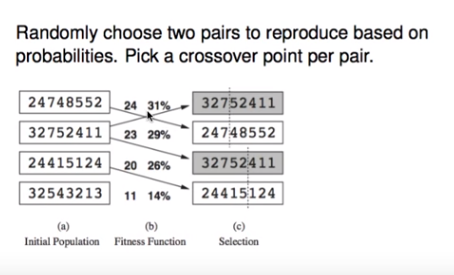 Randomly choose two pairs to reproduce based on
probabilities. Pick a crossover point per pair.
24748552 24 31% 32752411
32752411 23 29% 24748552
24415124 20 26% 32752411
32543213 11 14% 24415124
(a) (b) (c)
Initial Population Fitness Function Selection